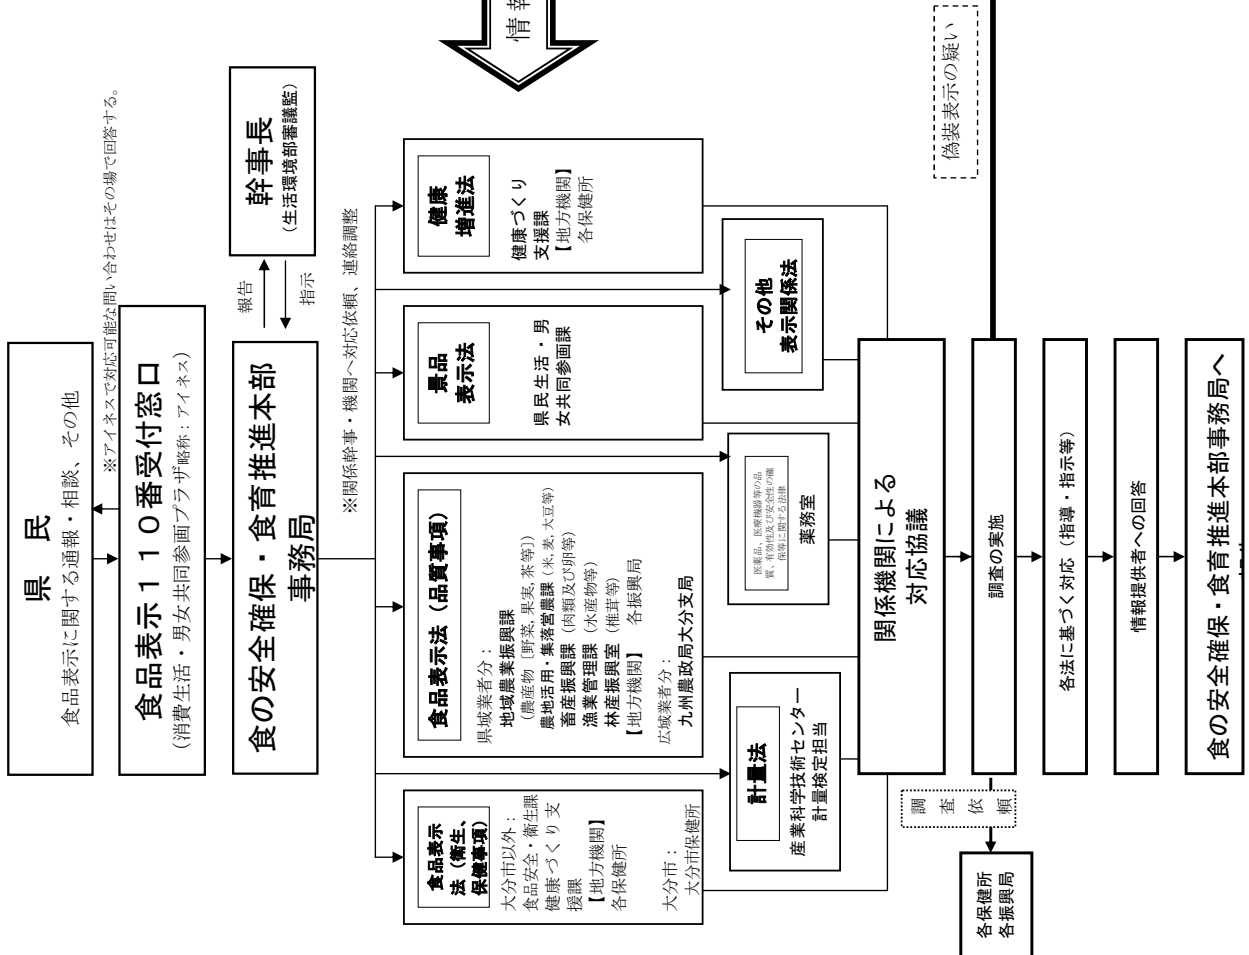 県　民
食品表示に関する通報・相談、その他
※アイネスで対応可能な問い合わせはその場で回答する。
食品表示１１０番受付窓口
(消費生活・男女共同参画プラザ略称：アイネス)
食の安全確保・食育推進本部
事務局
報告
指示
幹事長
(生活環境部審議監)
※関係幹事・機関へ対応依頼、連絡調整
食品表示
法（衛生、
保健事項）
大分市以外：
食品安全・衛生課
健康づくり支
援課
【地方機関】
各保健所
大分市：
大分市保健所
食品表示法（品質事項）
県域業者分：
地域農業振興課
（農産物［野菜,果実,茶等］）
農地活用・集落営農課（米,麦,大豆等）
畜産振興課（肉類及び卵等）
漁業管理課（水産物等）
林産振興室（椎茸等）
【地方機関】　各振興局
広域業者分：
九州農政局大分支局
景品
表示法
県民生活・男
女共同参画課
健康
増進法
健康づくり
支援課
【地方機関】
各保健所
計量法
産業科学技術センター
計量検定担当
医薬品、医療機器等の品
質、有効性及び安全性の確
保等に関する法律
薬務室
その他
表示関係法
情報
関係機関による
対応協議
偽装表示の疑い
調査の実施
調査依頼
各保健所
各振興局
各法に基づく対応（指導・指示等）
情報提供者への回答
食の安全確保・食育推進本部事務局へ